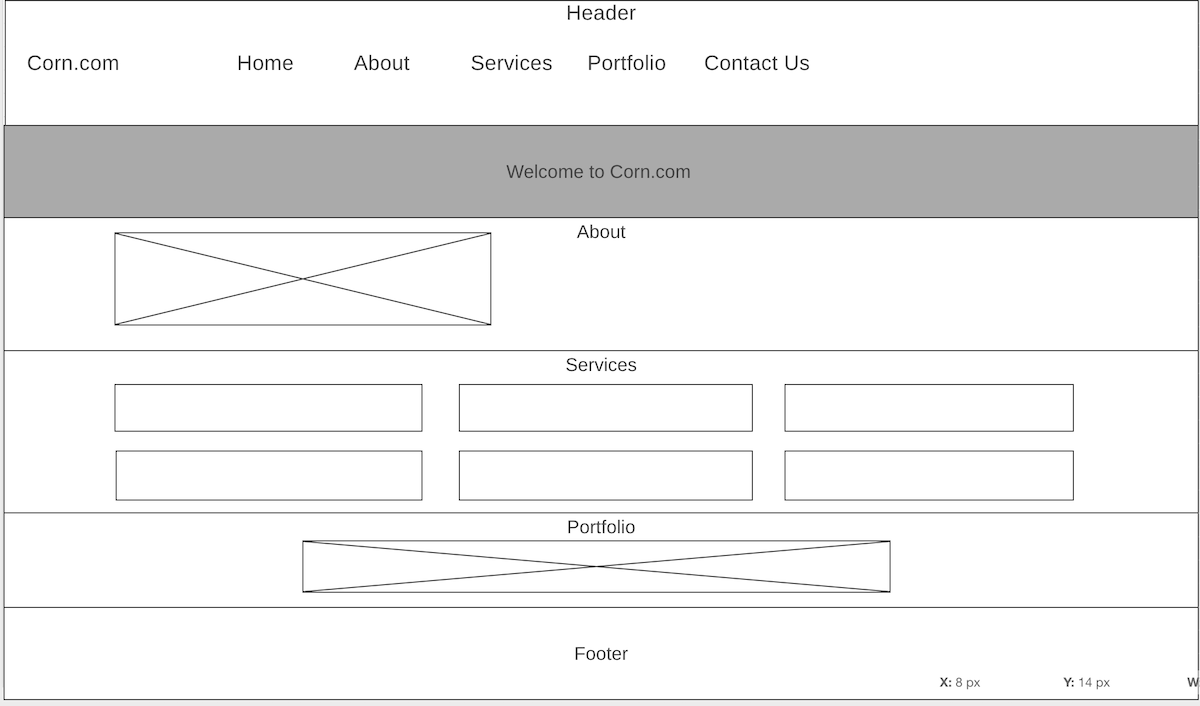 Header
Corn.com Home About Services Portfolio Contact Us
Welcome to Corn.com
About
Services
Portfolio
Footer
X: 8 px Y: 14 px W